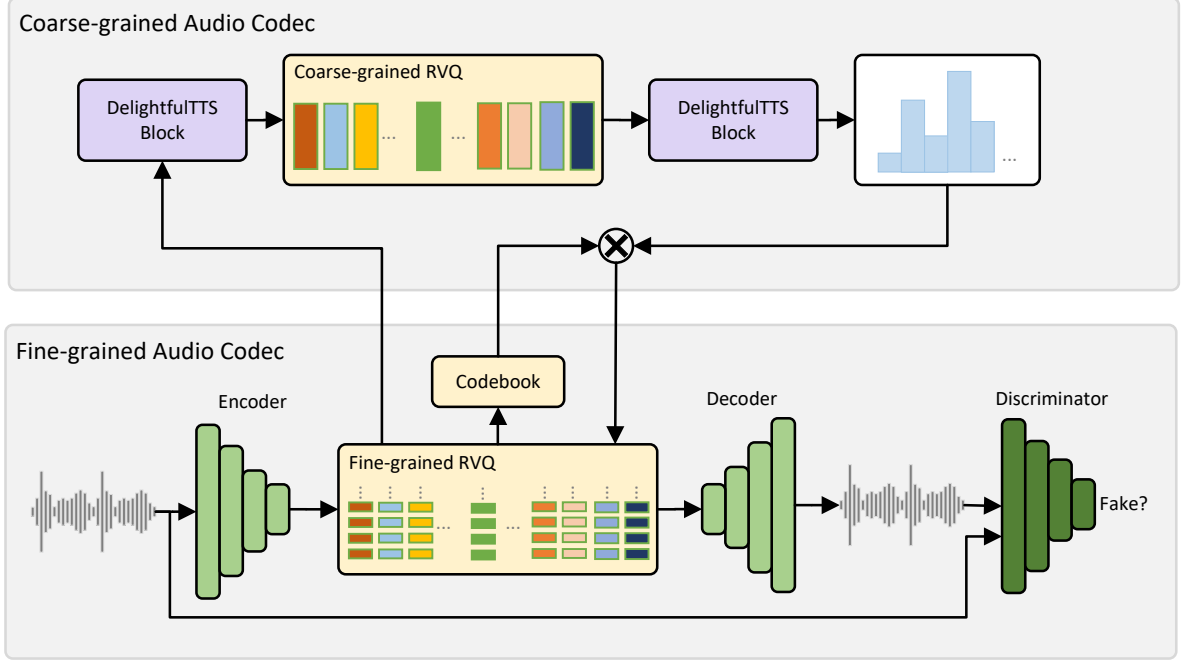 Coarse-grained Audio Codec
DelightfulTTS
Block
Coarse-grained RVQ
...
...
DelightfulTTS
Block
...
Fine-grained Audio Codec
Codebook
Encoder
Decoder
Discriminator
Fine-grained RVQ
...
...
Fake?